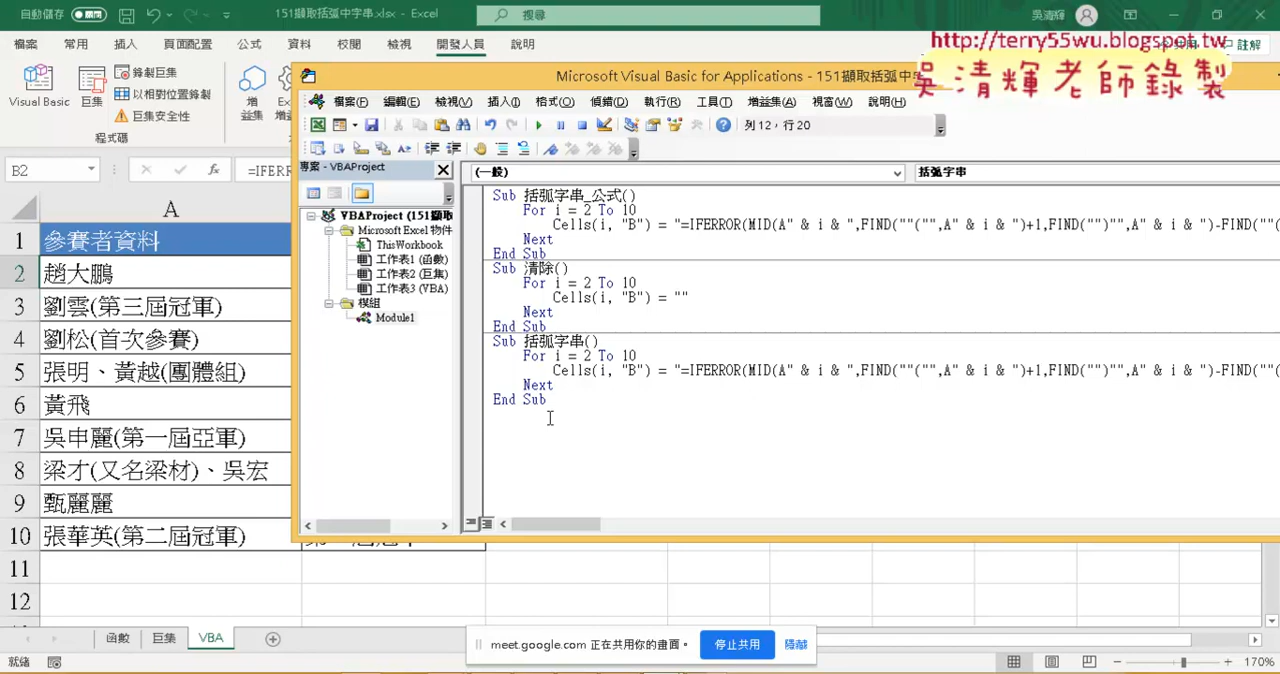 自動儲存
151擷取括弧中字串.xlsx - Excel
搜尋
吳清輝
檔案 常用 插入 頁面配置 公式 資料 校閱 檢視 開發人員 說明
註解
http://terry55wu.blogspot.tw
吳清輝老師錄製
Visual Basic
巨集
錄製巨集
以相對位置錄製
巨集安全性
程式碼
增益集
Microsoft Visual Basic for Applications - 151擷取括弧中
檔案(F) 編輯(E) 檢視(V) 插入(I) 格式(O) 偵錯(D) 執行(R) 工具(T) 增益集(A) 視窗(W) 說明(H)
列 12，行 20
B2
fx
=IFERR
專案 - VBAProject
VBAProject (151擷取
Microsoft Excel 物件
ThisWorkbook
工作表1 (函數)
工作表2 (巨集)
工作表3 (VBA)
模組
Module1
(一般)
括弧字串
Sub 括弧字串_公式()
For i = 2 To 10
Cells(i, "B") = "=IFERROR(MID(A" & i & ",FIND(""("",A" & i & ")+1,FIND("")"",A" & i & ")-FIND(""(
Next
End Sub
Sub 清除()
For i = 2 To 10
Cells(i, "B") = ""
Next
End Sub
Sub 括弧字串()
For i = 2 To 10
Cells(i, "B") = "=IFERROR(MID(A" & i & ",FIND(""("",A" & i & ")+1,FIND("")"",A" & i & ")-FIND(""(
Next
End Sub
A
1 參賽者資料
2 趙大鵬
3 劉雲(第三屆冠軍)
4 劉松(首次參賽)
5 張明、黃越(團體組)
6 黃飛
7 吳申麗(第一屆亞軍)
8 梁才(又名梁材)、吳宏
9 甄麗麗
10 張華英(第二屆冠軍)
11
12
函數 巨集 VBA
meet.google.com 正在共用你的畫面。
停止共用
隱藏
就緒
170%